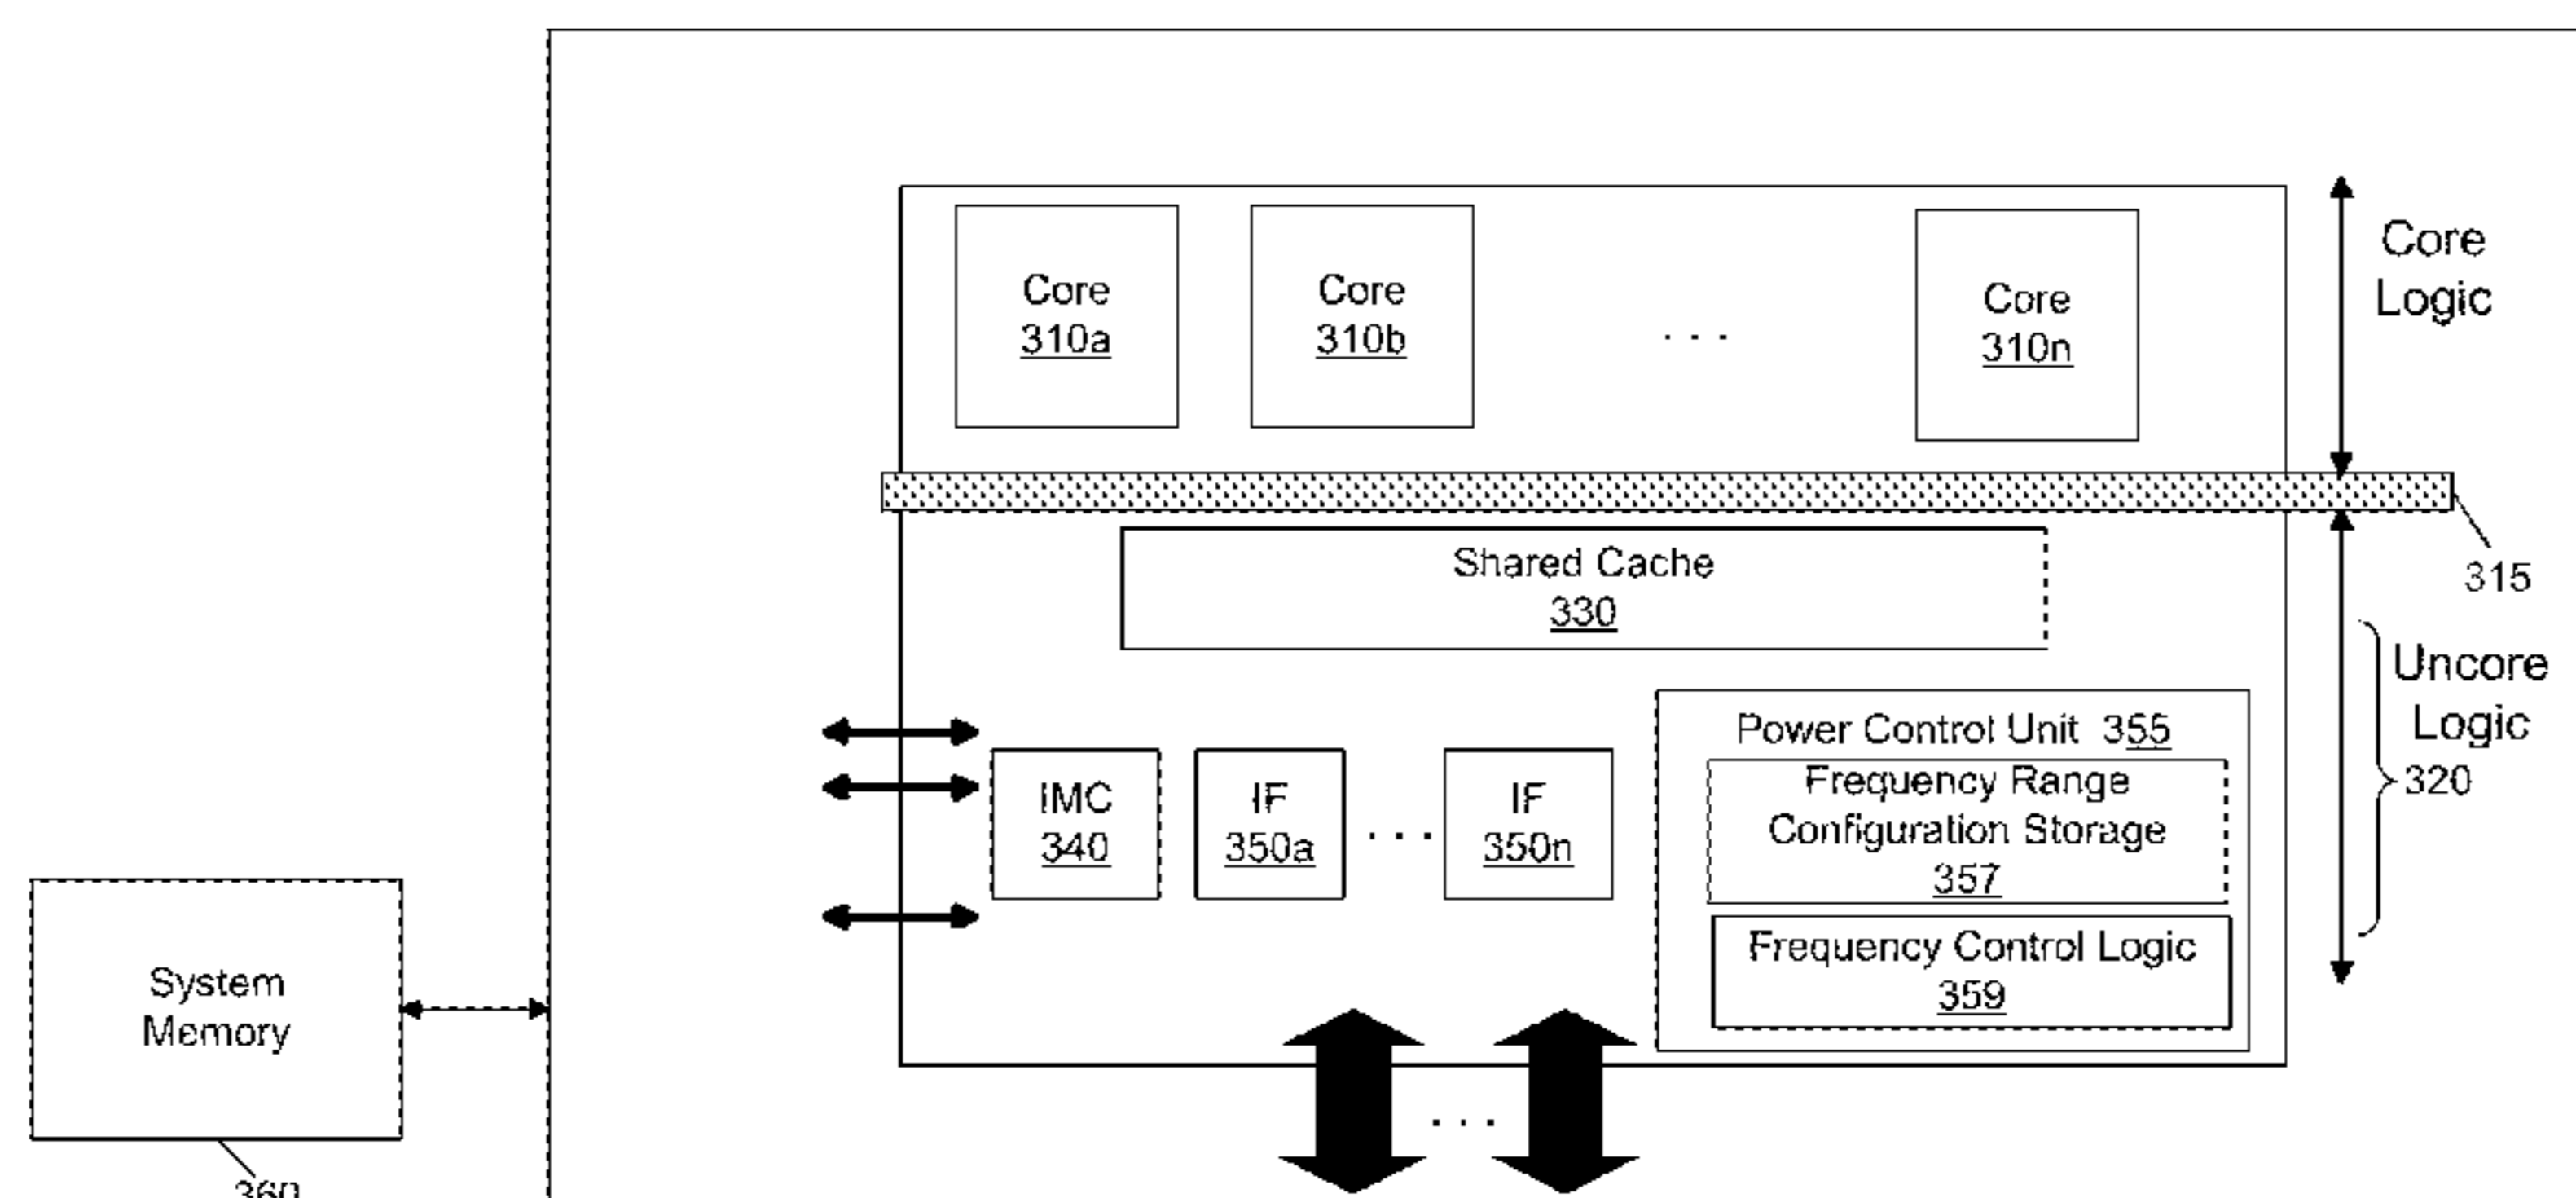 Core
310a
Core
310b
. . .
Core
310n
Core
Logic
315
Shared Cache
330
Uncore
Logic
320
Power Control Unit 355
Frequency Range
Configuration Storage
357
Frequency Control Logic
359
IMC
340
IF
350a
. . .
IF
350n
System
Memory
360
. . .